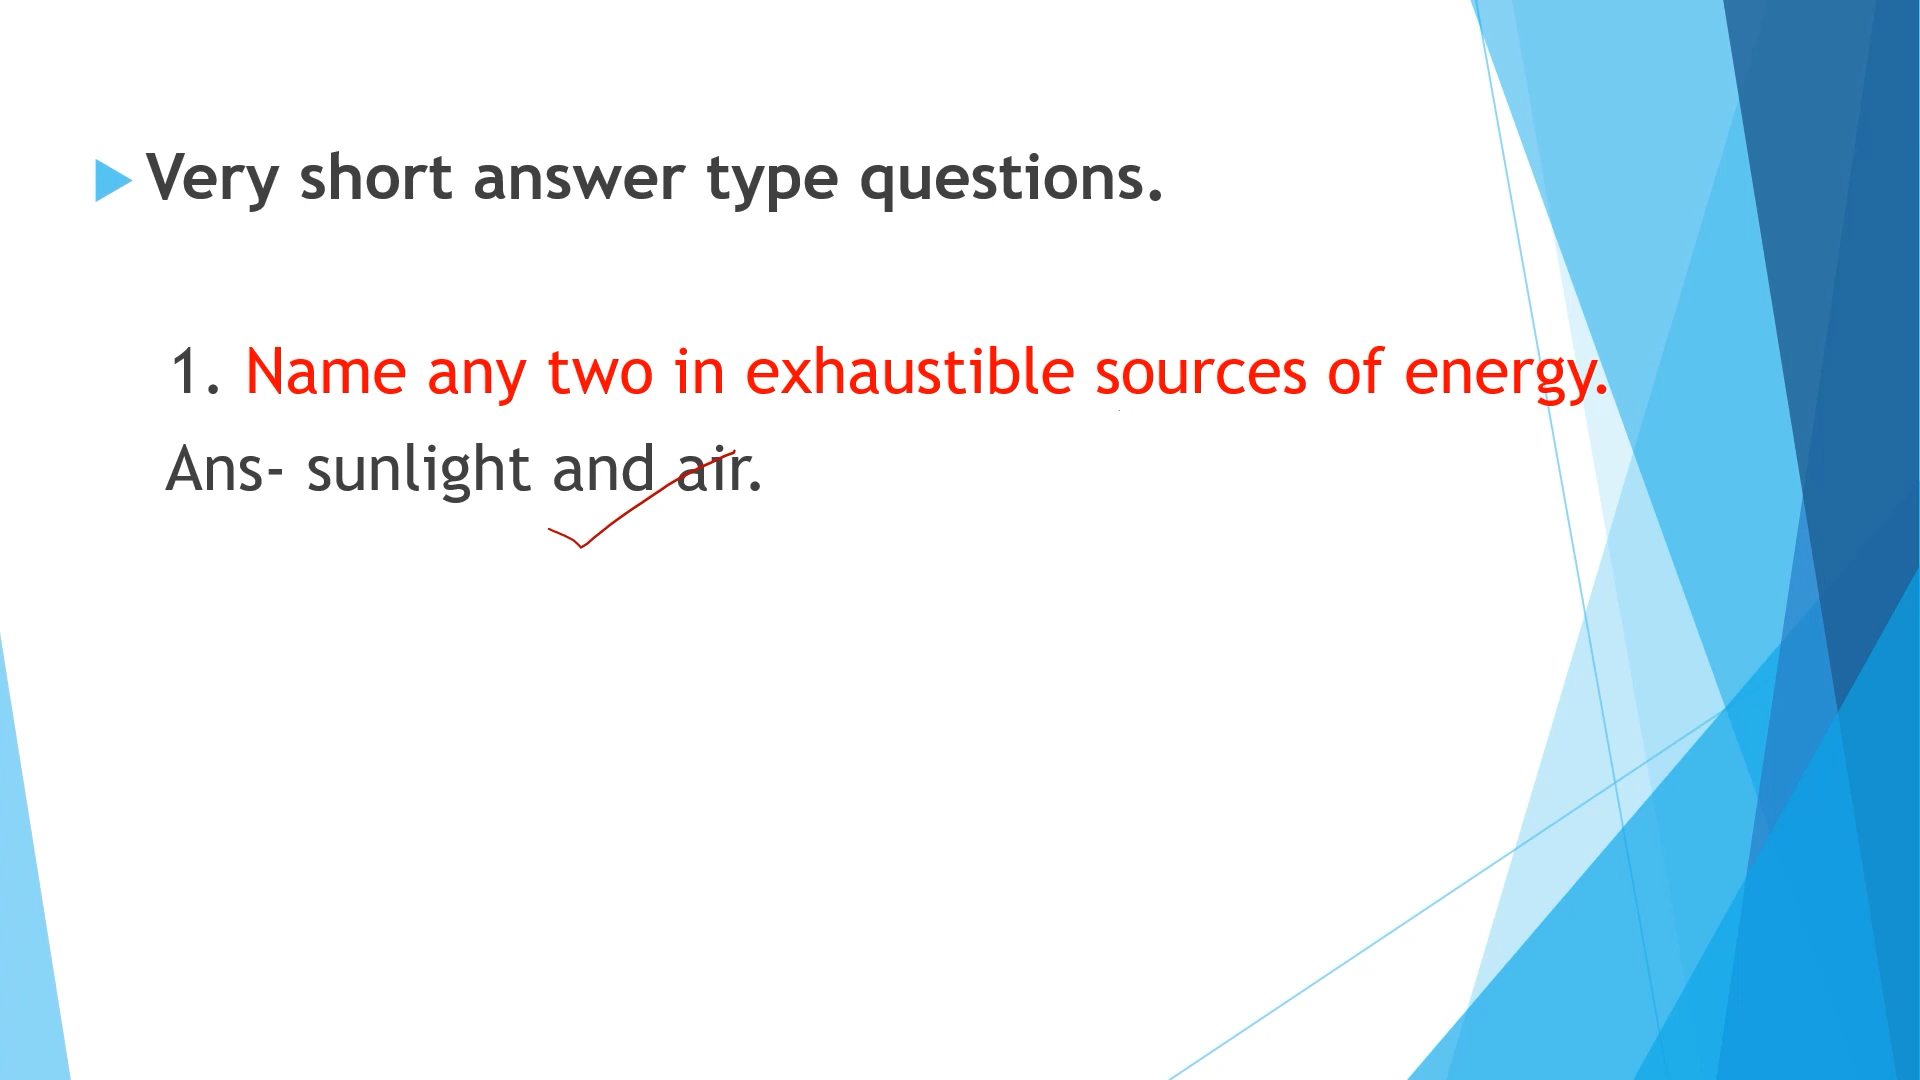 Very short answer type questions.
1. Name any two in exhaustible sources of energy.
Ans- sunlight and air.